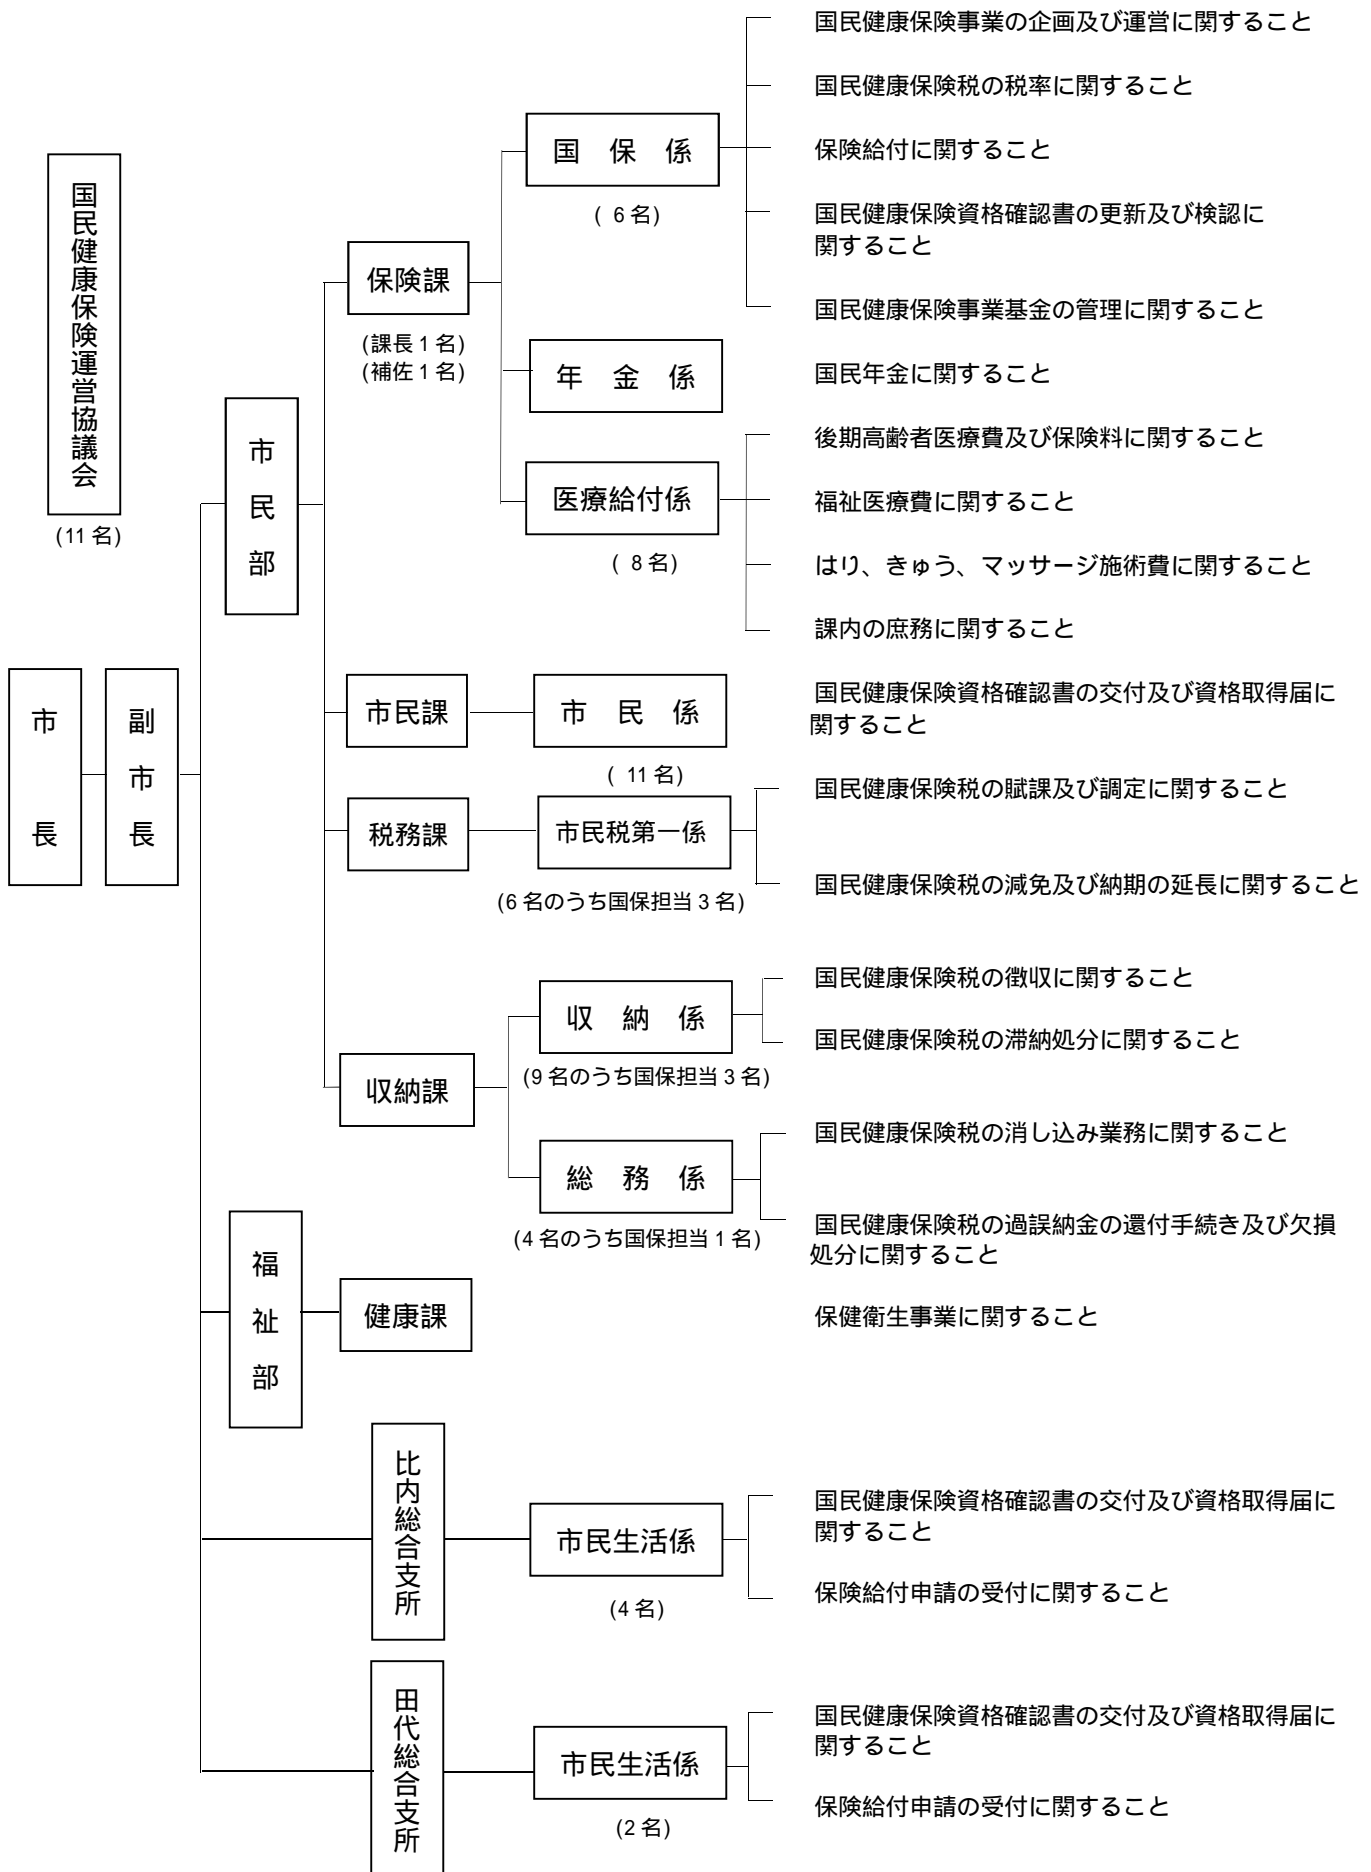 国民健康保険運営協議会
(11名)
市長
副市長
市民部
保険課
(課長1名)
(補佐1名)
国保係
( 6名)
国民健康保険事業の企画及び運営に関すること
国民健康保険税の税率に関すること
保険給付に関すること
国民健康保険資格確認書の更新及び検認に
関すること
国民健康保険事業基金の管理に関すること
年金係
国民年金に関すること
医療給付係
( 8名)
後期高齢者医療費及び保険料に関すること
福祉医療費に関すること
はり、きゅう、マッサージ施術費に関すること
課内の庶務に関すること
市民課
市民係
( 11名)
国民健康保険資格確認書の交付及び資格取得届に
関すること
税務課
市民税第一係
(6名のうち国保担当3名)
国民健康保険税の賦課及び調定に関すること
国民健康保険税の減免及び納期の延長に関すること
収納課
収納係
(9名のうち国保担当3名)
国民健康保険税の徴収に関すること
国民健康保険税の滞納処分に関すること
総務係
(4名のうち国保担当1名)
国民健康保険税の消し込み業務に関すること
国民健康保険税の過誤納金の還付手続き及び欠損
処分に関すること
福祉部
健康課
保健衛生事業に関すること
比内総合支所
市民生活係
(4名)
国民健康保険資格確認書の交付及び資格取得届に
関すること
保険給付申請の受付に関すること
田代総合支所
市民生活係
(2名)
国民健康保険資格確認書の交付及び資格取得届に
関すること
保険給付申請の受付に関すること